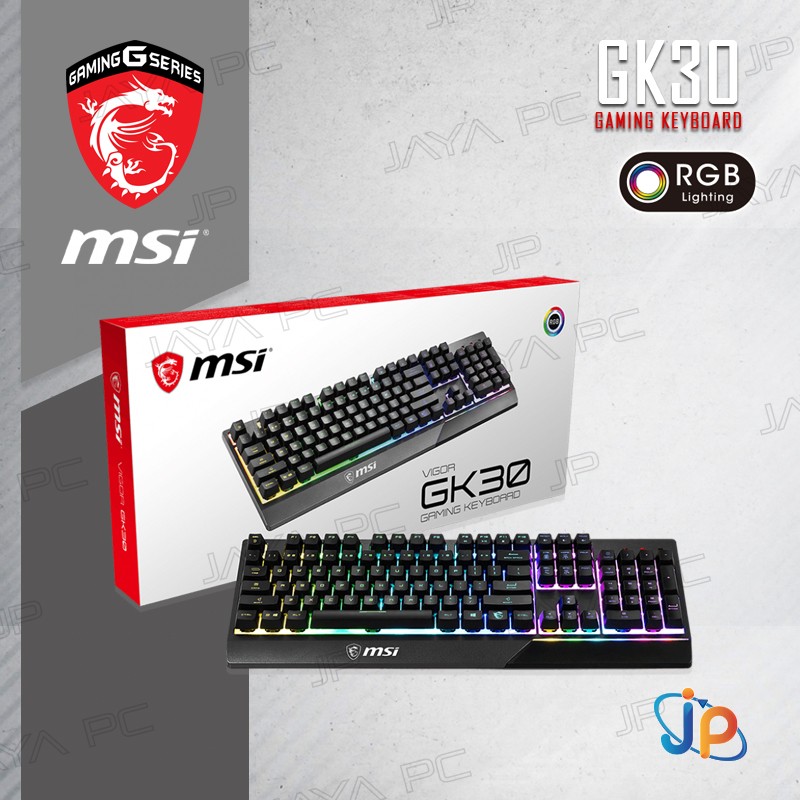 GAMING G SERIES
msi
GK30
GAMING KEYBOARD
RGB
Lighting
msi
RGB
VIGOR
GK30
GAMING KEYBOARD
msi
VIGOR GK30
msi
JP
JAYA PC
JP